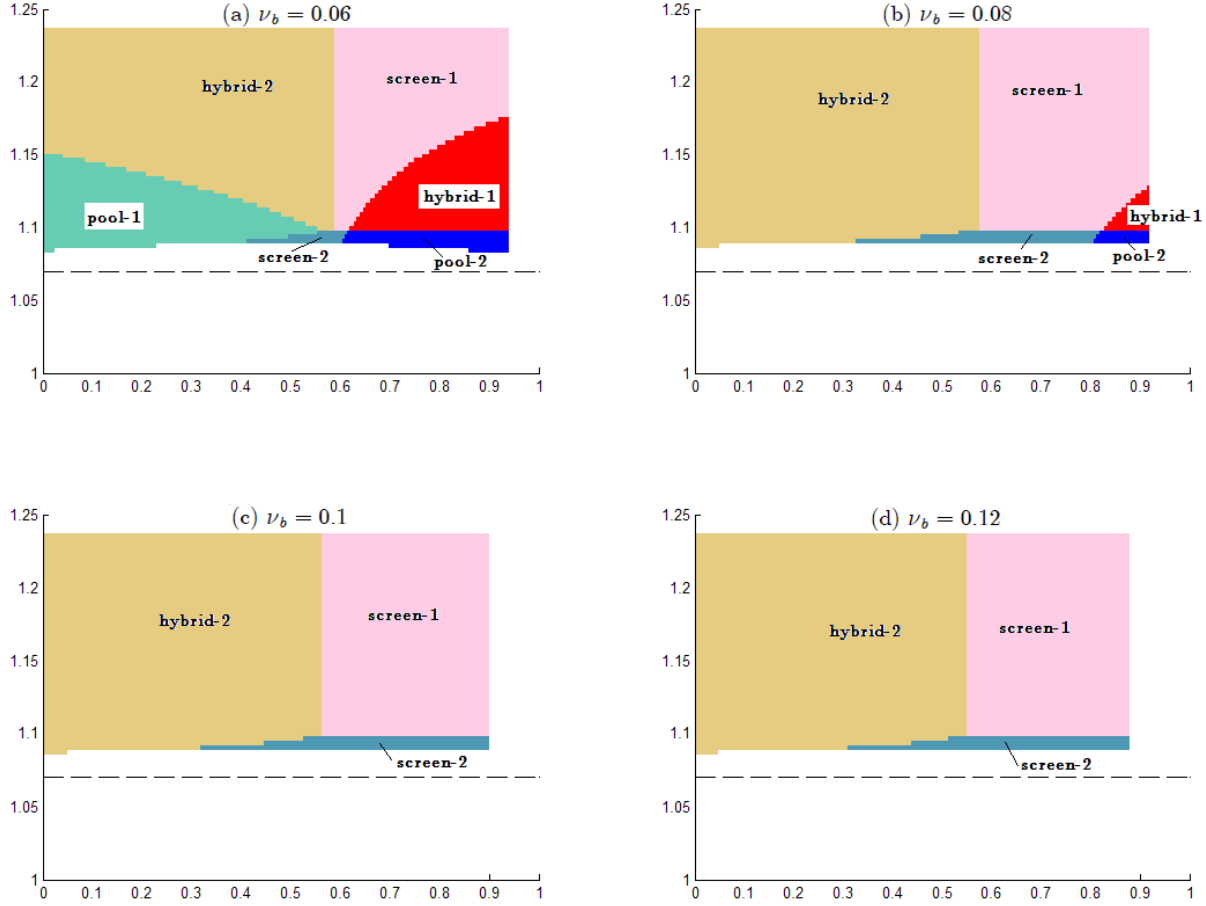 (a) ν_b = 0.06
1.25
1.2
1.15
1.1
1.05
1
0 0.1 0.2 0.3 0.4 0.5 0.6 0.7 0.8 0.9 1
hybrid-2
screen-1
hybrid-1
pool-1
screen-2
pool-2
(b) ν_b = 0.08
1.25
1.2
1.15
1.1
1.05
1
0 0.1 0.2 0.3 0.4 0.5 0.6 0.7 0.8 0.9 1
hybrid-2
screen-1
hybrid-1
screen-2
pool-2
(c) ν_b = 0.1
1.25
1.2
1.15
1.1
1.05
1
0 0.1 0.2 0.3 0.4 0.5 0.6 0.7 0.8 0.9 1
hybrid-2
screen-1
screen-2
(d) ν_b = 0.12
1.25
1.2
1.15
1.1
1.05
1
0 0.1 0.2 0.3 0.4 0.5 0.6 0.7 0.8 0.9 1
hybrid-2
screen-1
screen-2